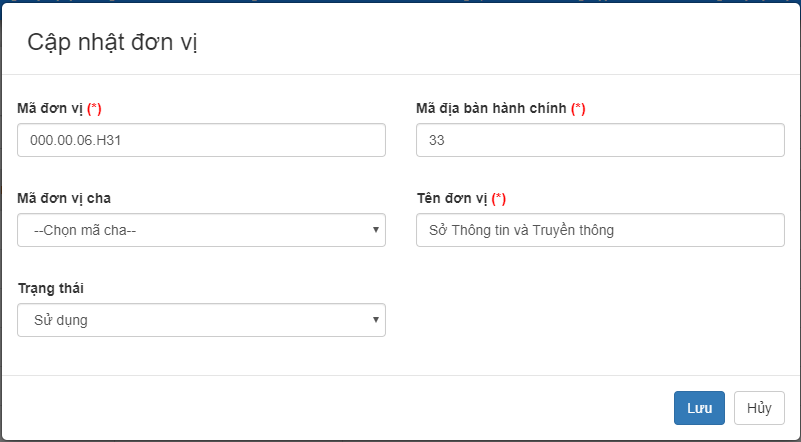 Cập nhật đơn vị
Mã đơn vị (*)
Mã địa bàn hành chính (*)
000.00.06.H31
33
Mã đơn vị cha
Tên đơn vị (*)
--Chọn mã cha--
Sở Thông tin và Truyền thông
Trạng thái
Sử dụng
Lưu
Hủy